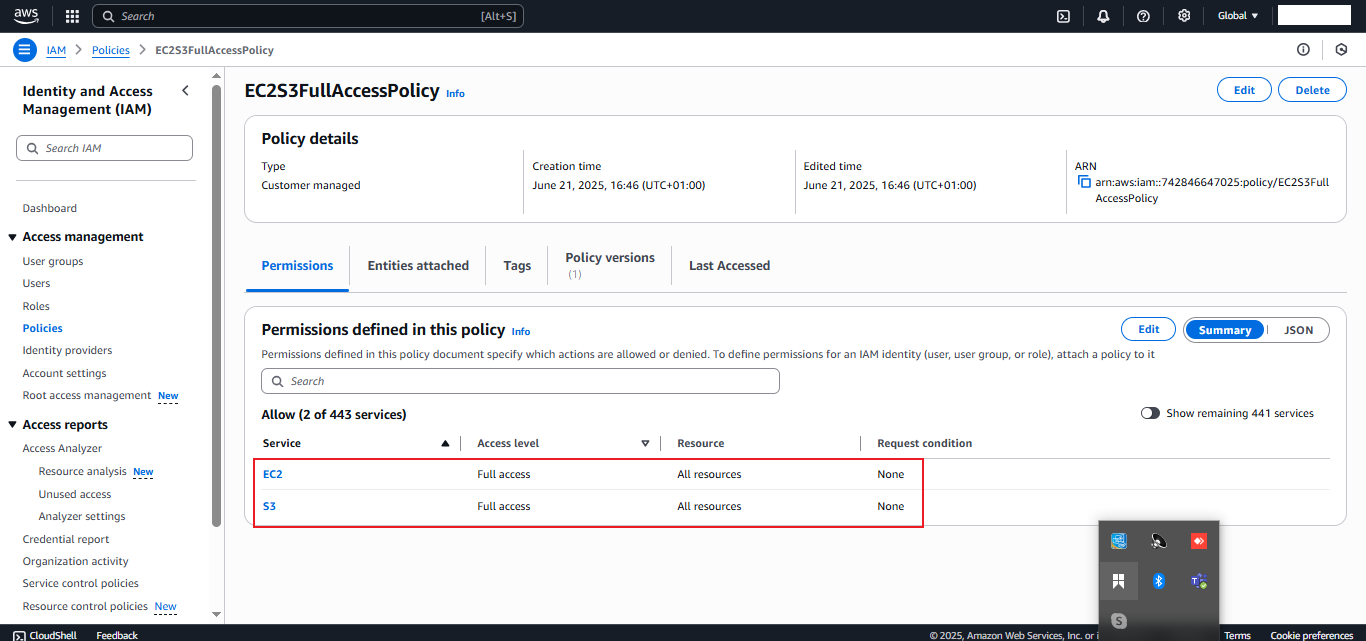 aws
Search [Alt+S] Global
IAM Policies EC2S3FullAccessPolicy
Identity and Access
Management (IAM)
Search IAM
Dashboard
Access management
User groups
Users
Roles
Policies
Identity providers
Account settings
Root access management New
Access reports
Access Analyzer
Resource analysis New
Unused access
Analyzer settings
Credential report
Organization activity
Service control policies
Resource control policies New
EC2S3FullAccessPolicy Info
Edit Delete
Policy details
Type
Customer managed
Creation time
June 21, 2025, 16:46 (UTC+01:00)
Edited time
June 21, 2025, 16:46 (UTC+01:00)
ARN
arn:aws:iam::742846647025:policy/EC2S3Full
AccessPolicy
Permissions Entities attached Tags Policy versions (1) Last Accessed
Permissions defined in this policy Info
Edit Summary JSON
Permissions defined in this policy document specify which actions are allowed or denied. To define permissions for an IAM identity (user, user group, or role), attach a policy to it
Search
Allow (2 of 443 services)
Show remaining 441 services
Service Access level Resource Request condition
EC2 Full access All resources None
S3 Full access All resources None
CloudShell Feedback © 2025, Amazon Web Services, Inc. or i Terms Cookie preferences